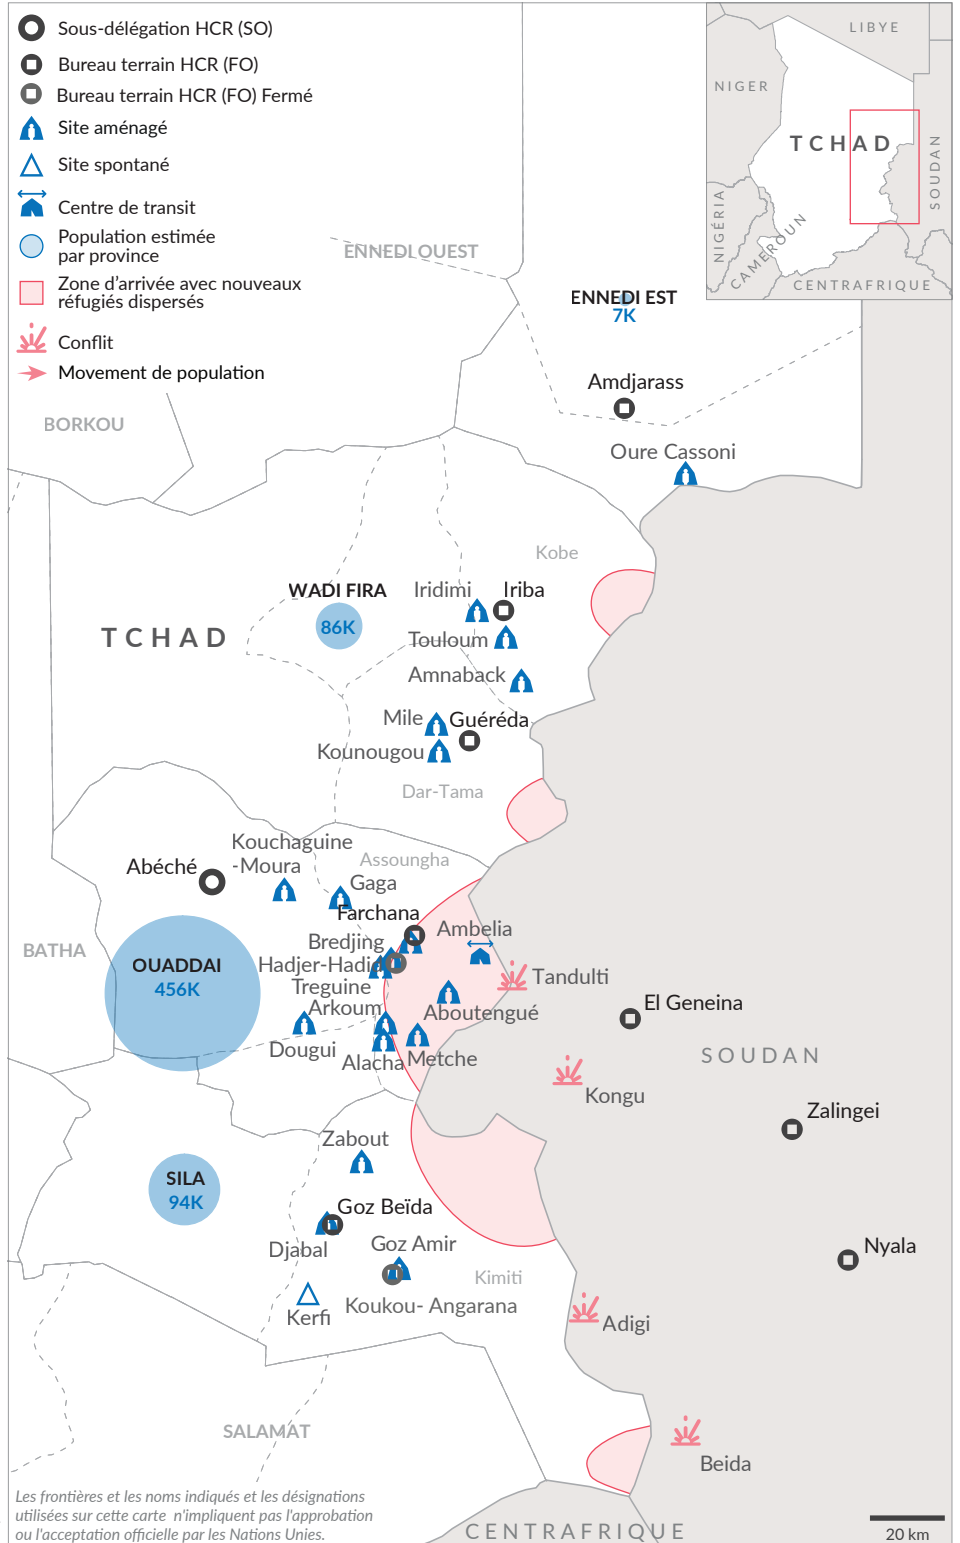 Sous-délégation HCR (SO)
Bureau terrain HCR (FO)
Bureau terrain HCR (FO) Fermé
Site aménagé
Site spontané
Centre de transit
Population estimée
par province
Zone d'arrivée avec nouveaux
réfugiés dispersés
Conflit
Movement de population
LIBYE
NIGER
TCHAD
SOUDAN
NIGÉRIA
CAMEROUN
CENTRAFRIQUE
ENNEDI OUEST
ENNEDI EST
7K
Amdjarass
BORKOU
Oure Cassoni
Kobe
WADI FIRA
86K
Iridimi
Iriba
TCHAD
Touloum
Amnaback
Mile
Guéréda
Kounougou
Dar-Tama
Kouchaguine
-Moura
Assoungha
Abéché
Gaga
Farchana
Ambelia
Bredjing
BATHA
OUADDAI
456K
Hadjer-Hadid
Tandulti
Treguine
Arkoum
Aboutengué
El Geneina
Dougui
Alacha
Metche
SOUDAN
Kongu
Zalingei
Zabout
SILA
94K
Goz Beïda
Djabal
Goz Amir
Nyala
Kimiti
Kerfi
Koukou- Angarana
Adigi
SALAMAT
Beida
Les frontières et les noms indiqués et les désignations
utilisées sur cette carte n'impliquent pas l'approbation
ou l'acceptation officielle par les Nations Unies.
CENTRAFRIQUE
20 km